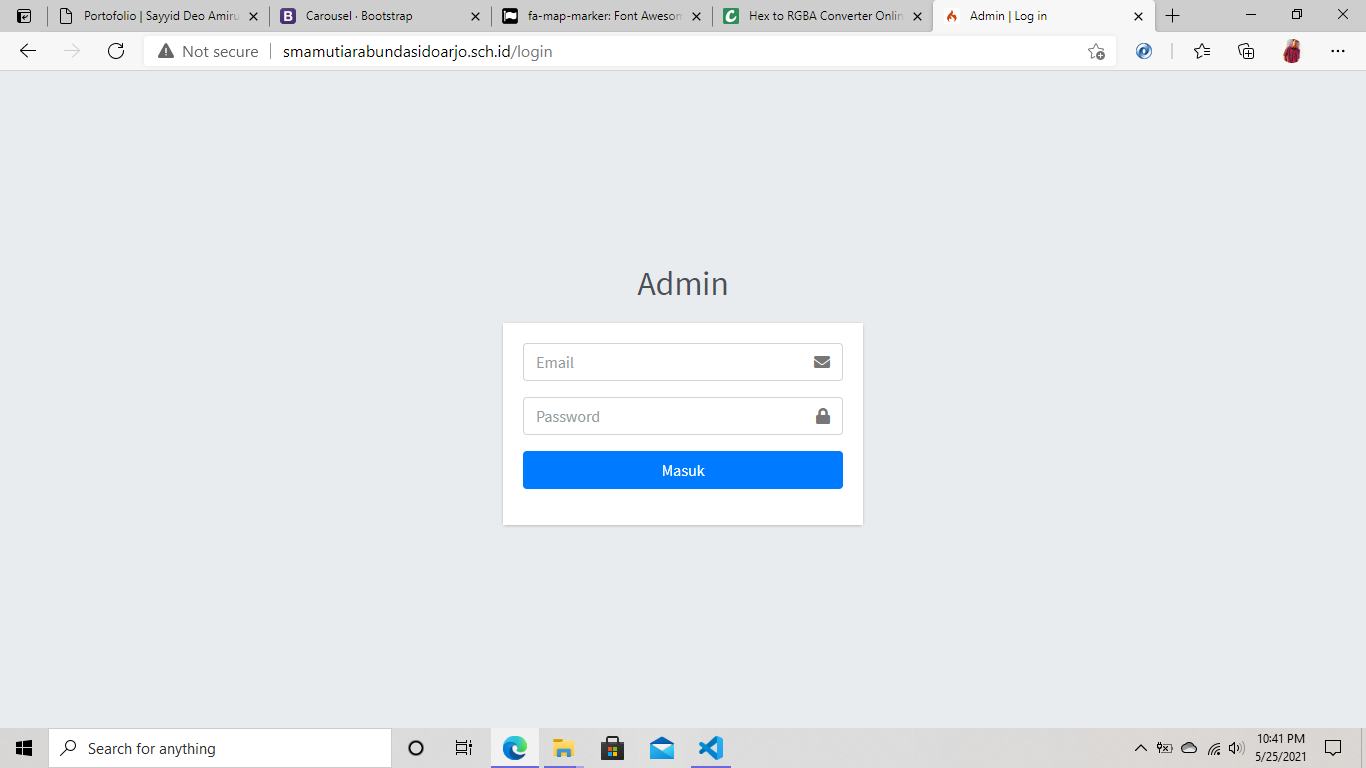 Portofolio | Sayyid Deo Amiru
Carousel · Bootstrap
fa-map-marker: Font Awesom
Hex to RGBA Converter Onlin
Admin | Log in
Not secure
smamutiarabundasidoarjo.sch.id/login
Admin
Email
Password
Masuk
Search for anything
10:41 PM
5/25/2021